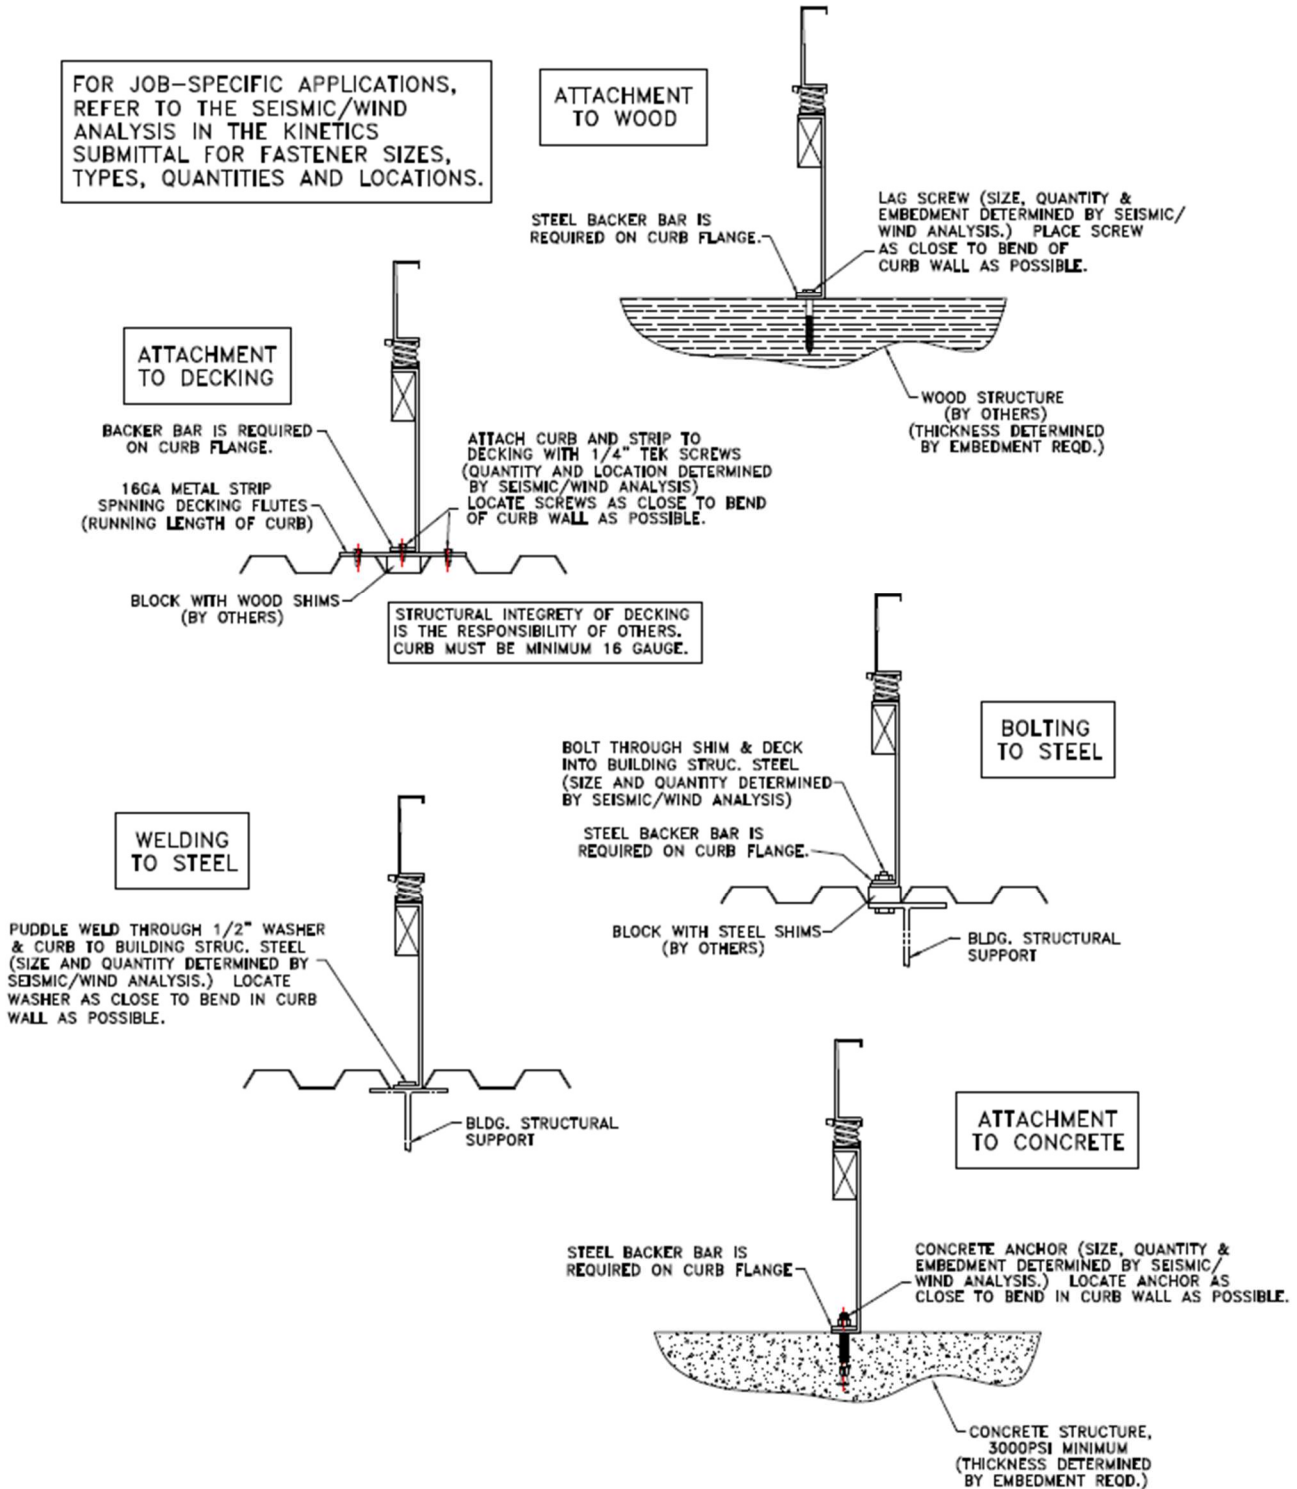 FOR JOB-SPECIFIC APPLICATIONS,
REFER TO THE SEISMIC/WIND
ANALYSIS IN THE KINETICS
SUBMITTAL FOR FASTENER SIZES,
TYPES, QUANTITIES AND LOCATIONS.
ATTACHMENT
TO WOOD
STEEL BACKER BAR IS
REQUIRED ON CURB FLANGE.
LAG SCREW (SIZE, QUANTITY &
EMBEDMENT DETERMINED BY SEISMIC/
WIND ANALYSIS.) PLACE SCREW
AS CLOSE TO BEND OF
CURB WALL AS POSSIBLE.
WOOD STRUCTURE
(BY OTHERS)
(THICKNESS DETERMINED
BY EMBEDMENT REQD.)
ATTACHMENT
TO DECKING
BACKER BAR IS REQUIRED
ON CURB FLANGE.
16GA METAL STRIP
SPNNING DECKING FLUTES
(RUNNING LENGTH OF CURB)
ATTACH CURB AND STRIP TO
DECKING WITH 1/4" TEK SCREWS
(QUANTITY AND LOCATION DETERMINED
BY SEISMIC/WIND ANALYSIS)
LOCATE SCREWS AS CLOSE TO BEND
OF CURB WALL AS POSSIBLE.
BLOCK WITH WOOD SHIMS
(BY OTHERS)
STRUCTURAL INTEGRETY OF DECKING
IS THE RESPONSIBILITY OF OTHERS.
CURB MUST BE MINIMUM 16 GAUGE.
BOLTING
TO STEEL
BOLT THROUGH SHIM & DECK
INTO BUILDING STRUC. STEEL
(SIZE AND QUANTITY DETERMINED
BY SEISMIC/WIND ANALYSIS)
STEEL BACKER BAR IS
REQUIRED ON CURB FLANGE.
BLOCK WITH STEEL SHIMS
(BY OTHERS)
BLDG. STRUCTURAL
SUPPORT
WELDING
TO STEEL
PUDDLE WELD THROUGH 1/2" WASHER
& CURB TO BUILDING STRUC. STEEL
(SIZE AND QUANTITY DETERMINED BY
SEISMIC/WIND ANALYSIS.) LOCATE
WASHER AS CLOSE TO BEND IN CURB
WALL AS POSSIBLE.
BLDG. STRUCTURAL
SUPPORT
ATTACHMENT
TO CONCRETE
STEEL BACKER BAR IS
REQUIRED ON CURB FLANGE
CONCRETE ANCHOR (SIZE, QUANTITY &
EMBEDMENT DETERMINED BY SEISMIC/
WIND ANALYSIS.) LOCATE ANCHOR AS
CLOSE TO BEND IN CURB WALL AS POSSIBLE.
CONCRETE STRUCTURE,
3000PSI MINIMUM
(THICKNESS DETERMINED
BY EMBEDMENT REQD.)